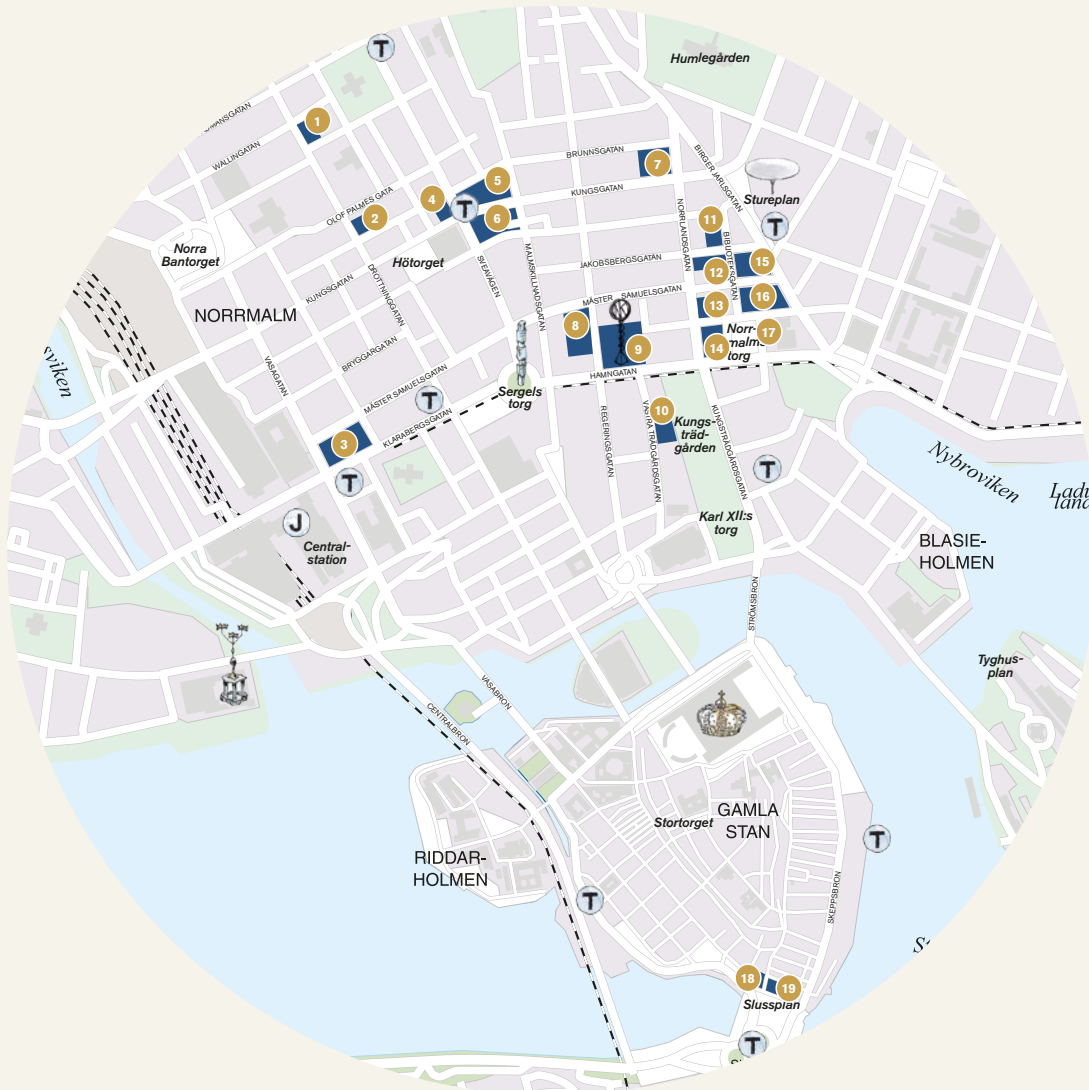 T
Humlegården
1
WALLINGATAN
BRUNNSGATAN
7
BIRGER JARLSGATAN
5
KUNGSGATAN
Stureplan
4
T
OLOF PALMES GATA
2
6
NORRLANDSGATAN
11
T
Norra
Bantorget
Hötorget
MALMSKILLNADSGATAN
JAKOBSBERGSGATAN
BIBLIOTEKSGATAN
15
12
SVEAVÄGEN
DROTTNINGGATAN
KUNGSGATAN
MÄSTER SAMUELSGATAN
16
13
NORRMALM
8
9
17
14
Norr-
malms
torg
BRYGGARGATAN
VASAGATAN
MÄSTER SAMUELSGATAN
HAMNGATAN
sviken
Sergels
torg
T
KLARABERGSGATAN
10
REGERINGSGATAN
VÄSTRA TRÄDGÅRDSGATAN
Kungs-
träd-
gården
KUNGSTRÄDGÅRDSGATAN
3
T
T
Nybroviken
J
Central-
station
Karl XII:s
torg
BLASIE-
HOLMEN
STRÖMSBRON
Tyghus-
plan
VASABRON
CENTRALBRON
Stortorget
GAMLA
STAN
T
RIDDAR-
HOLMEN
T
SKEPPSBRON
18
19
Slussplan
T